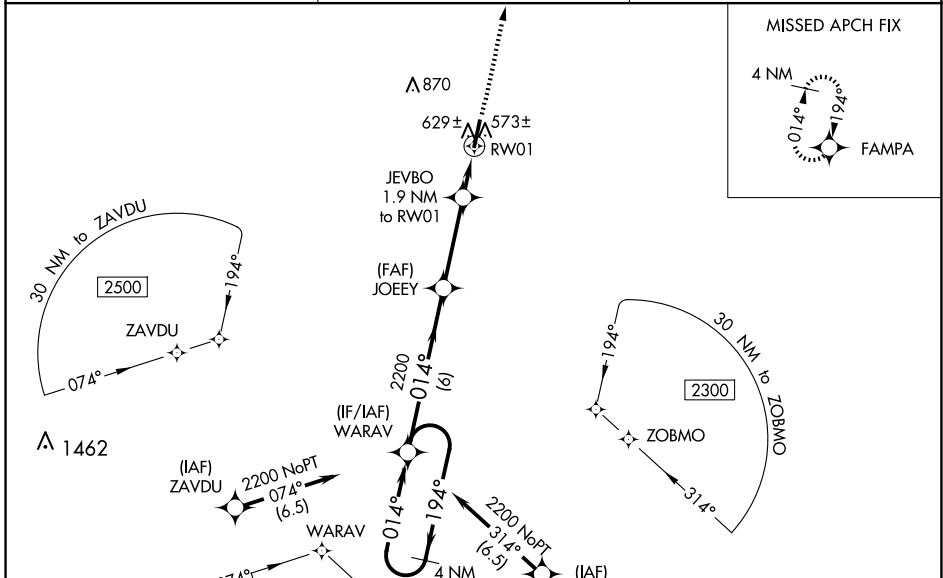 MISSED APCH FIX
4 NM
014°
194°
FAMPA
870
629±
573±
RW01
JEVBO
1.9 NM
to RW01
30 NM to ZAVDU
2500
194°
ZAVDU
074°
(FAF)
JOEEY
2200
014°
(6)
30 NM to ZOBMO
194°
2300
ZOBMO
314°
(IF/IAF)
WARAV
1462
(IAF)
ZAVDU
2200 NoPT
074°
(6.5)
014°
194°
4 NM
2200 NoPT
314°
(6.5)
(IAF)
WARAV